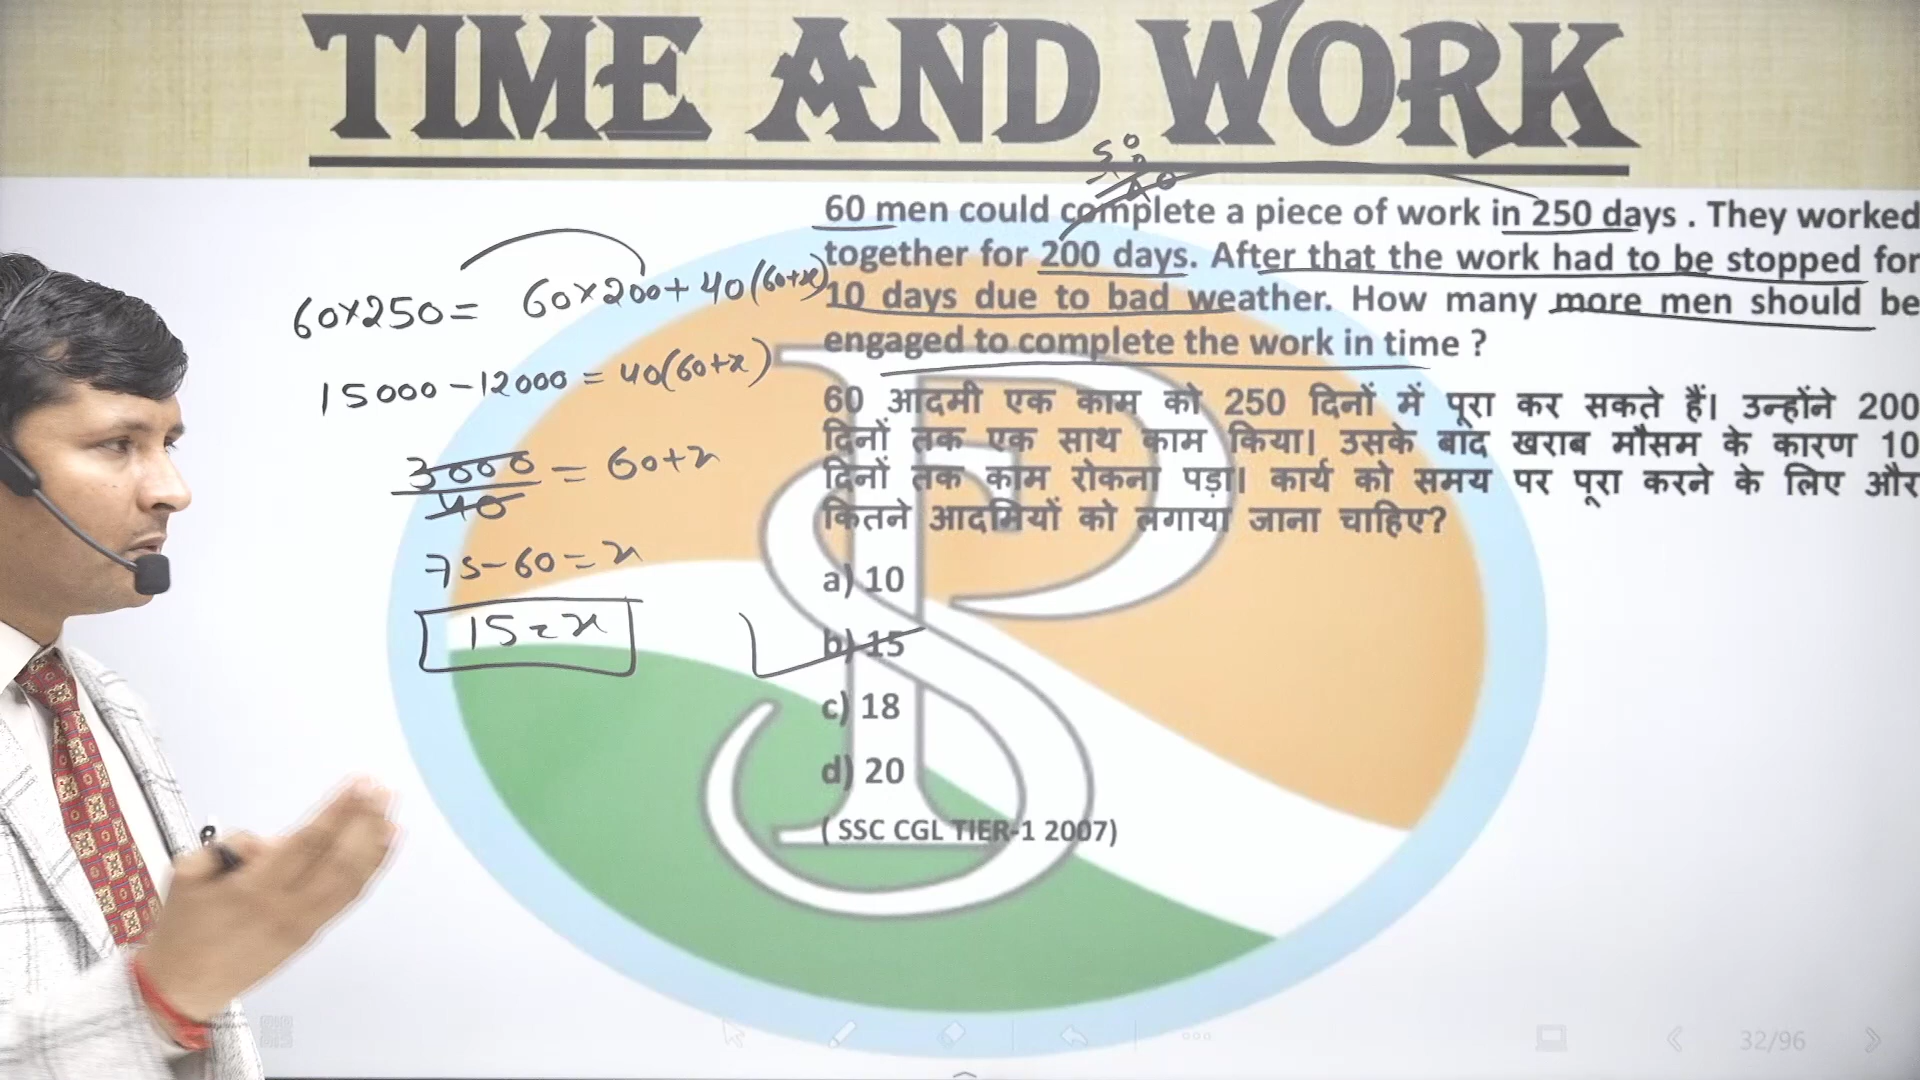 TIME AND WORK
50
40
60 men could complete a piece of work in 250 days . They worked
together for 200 days. After that the work had to be stopped for
10 days due to bad weather. How many more men should be
engaged to complete the work in time ?
60 आदमी एक काम को 250 दिनों में पूरा कर सकते हैं। उन्होंने 200
दिनों तक एक साथ काम किया। उसके बाद खराब मौसम के कारण 10
दिनों तक काम रोकना पड़ा। कार्य को समय पर पूरा करने के लिए और
कितने आदमियों को लगाया जाना चाहिए?
a) 10
b) 15
c) 18
d) 20
( SSC CGL TIER-1 2007)
60×250 = 60×200 + 40(60+x)
15000 - 12000 = 40(60+x)
3000
40 = 60+x
75-60 = x
15 = x
32/96